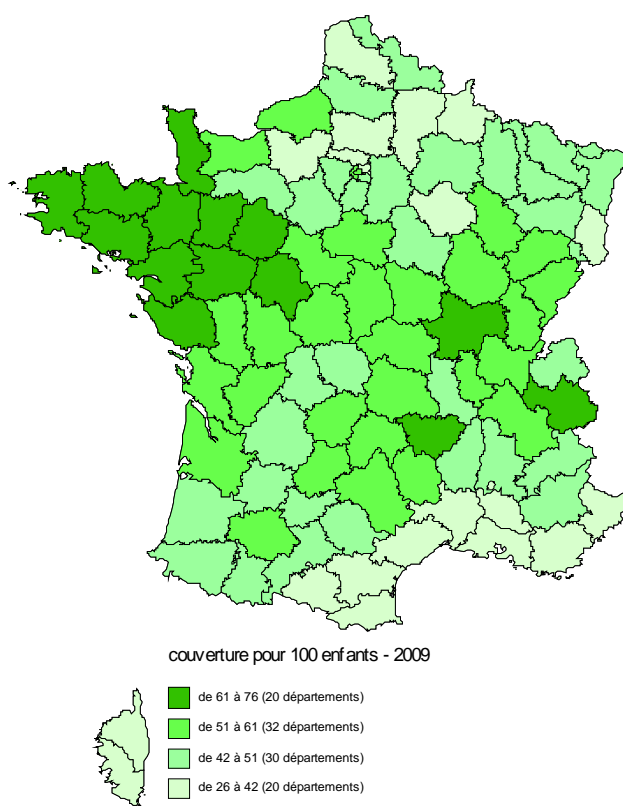 couverture pour 100 enfants - 2009
de 61 à 76 (20 départements)
de 51 à 61 (32 départements)
de 42 à 51 (30 départements)
de 26 à 42 (20 départements)